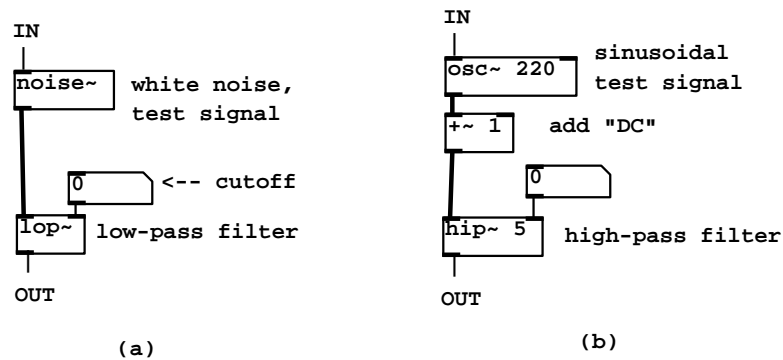 IN
noise~
white noise,
test signal
0
<-- cutoff
lop~
low-pass filter
OUT
(a)
IN
osc~ 220
sinusoidal
test signal
+~ 1
add "DC"
0
hip~ 5
high-pass filter
OUT
(b)